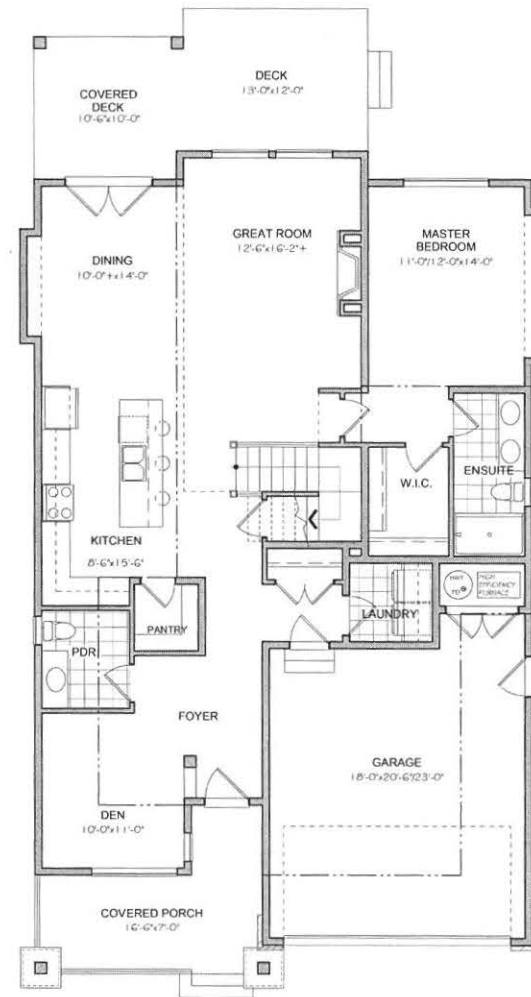 DECK
13'-0"x12'-0"
COVERED
DECK
10'-6"x10'-0"
GREAT ROOM
12'-6"x16'-2"+
MASTER
BEDROOM
11'-0"/12'-0"x14'-0"
DINING
10'-0"+x14'-0"
ENSUITE
W.I.C.
KITCHEN
8'-6"x15'-6"
HWT
HIGH
EFFICIENCY
FURNACE
LAUNDRY
PANTRY
PDR
FOYER
GARAGE
18'-0"x20'-6"/23'-0"
DEN
10'-0"x11'-0"
COVERED PORCH
16'-6"x7'-0"